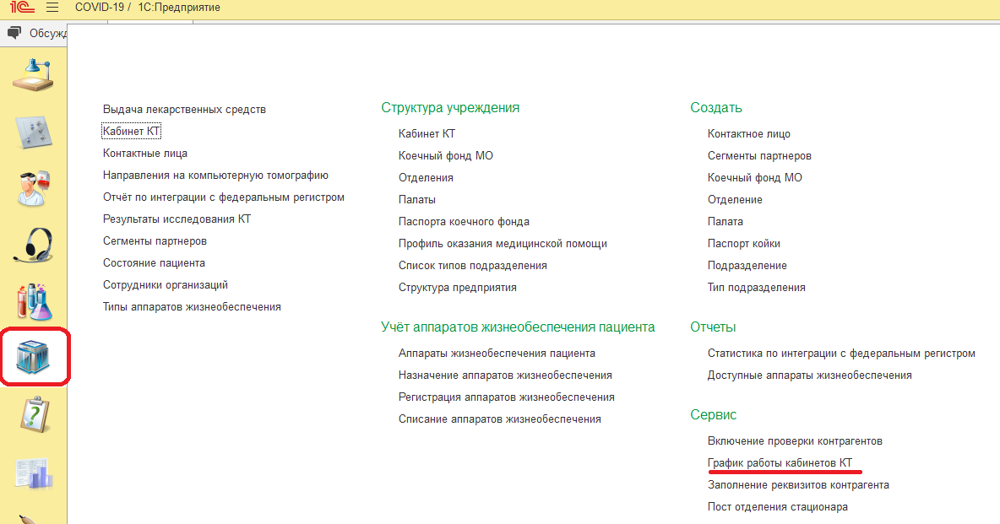 1С COVID-19 / 1С:Предприятие
Обсужд
Выдача лекарственных средств
Кабинет КТ
Контактные лица
Направления на компьютерную томографию
Отчёт по интеграции с федеральным регистром
Результаты исследования КТ
Сегменты партнеров
Состояние пациента
Сотрудники организаций
Типы аппаратов жизнеобеспечения
Структура учреждения
Кабинет КТ
Коечный фонд МО
Отделения
Палаты
Паспорта коечного фонда
Профиль оказания медицинской помощи
Список типов подразделения
Структура предприятия
Учёт аппаратов жизнеобеспечения пациента
Аппараты жизнеобеспечения пациента
Назначение аппаратов жизнеобеспечения
Регистрация аппаратов жизнеобеспечения
Списание аппаратов жизнеобеспечения
Создать
Контактное лицо
Сегменты партнеров
Коечный фонд МО
Отделение
Палата
Паспорт койки
Подразделение
Тип подразделения
Отчеты
Статистика по интеграции с федеральным регистром
Доступные аппараты жизнеобеспечения
Сервис
Включение проверки контрагентов
График работы кабинетов КТ
Заполнение реквизитов контрагента
Пост отделения стационара